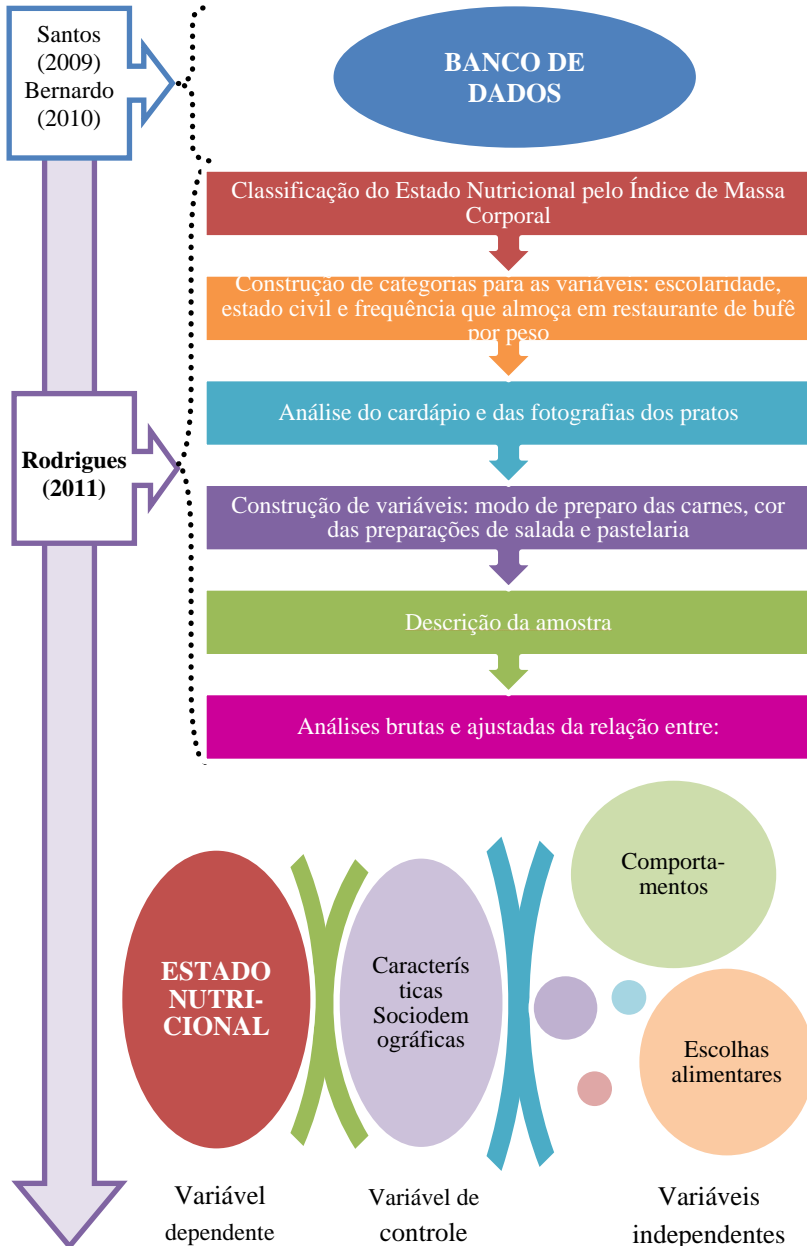 Santos
(2009)
Bernardo
(2010)
BANCO DE
DADOS
Classificação do Estado Nutricional pelo Índice de Massa
Corporal
Construção de categorias para as variáveis: escolaridade,
estado civil e frequência que almoça em restaurante de bufê
por peso
Análise do cardápio e das fotografias dos pratos
Rodrigues
(2011)
Construção de variáveis: modo de preparo das carnes, cor
das preparações de salada e pastelaria
Descrição da amostra
Análises brutas e ajustadas da relação entre:
ESTADO
NUTRI-
CIONAL
Caracterís
ticas
Sociodem
ográficas
Comporta-
mentos
Escolhas
alimentares
Variável
dependente
Variável de
controle
Variáveis
independentes